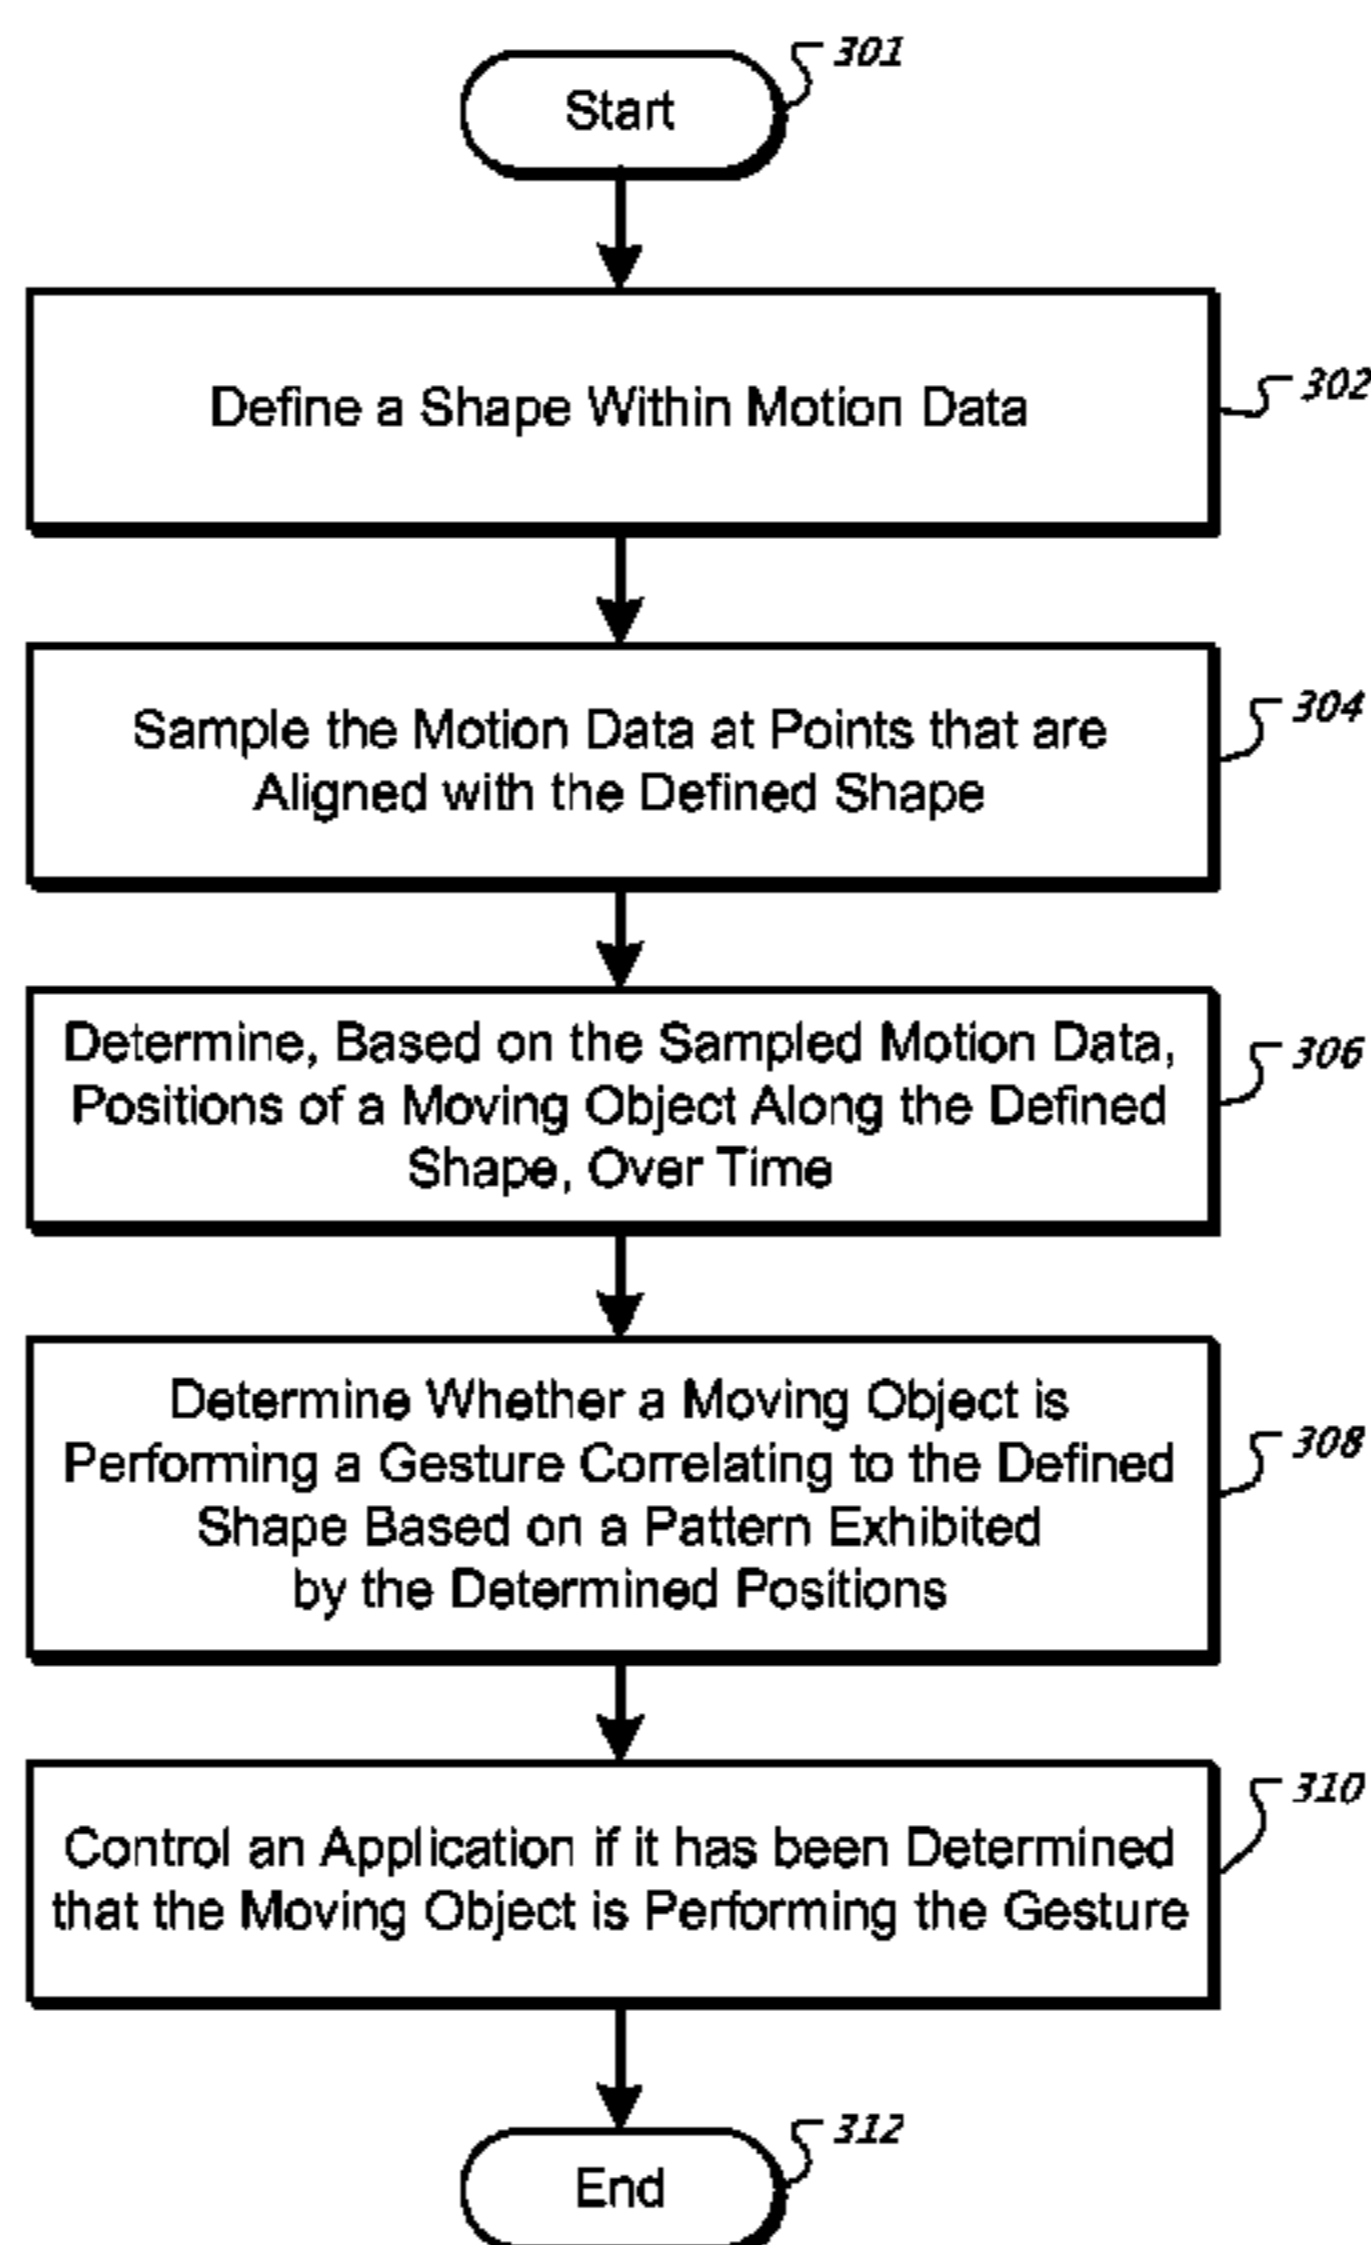 301
Start
302
Define a Shape Within Motion Data
304
Sample the Motion Data at Points that are
Aligned with the Defined Shape
306
Determine, Based on the Sampled Motion Data,
Positions of a Moving Object Along the Defined
Shape, Over Time
308
Determine Whether a Moving Object is
Performing a Gesture Correlating to the Defined
Shape Based on a Pattern Exhibited
by the Determined Positions
310
Control an Application if it has been Determined
that the Moving Object is Performing the Gesture
312
End